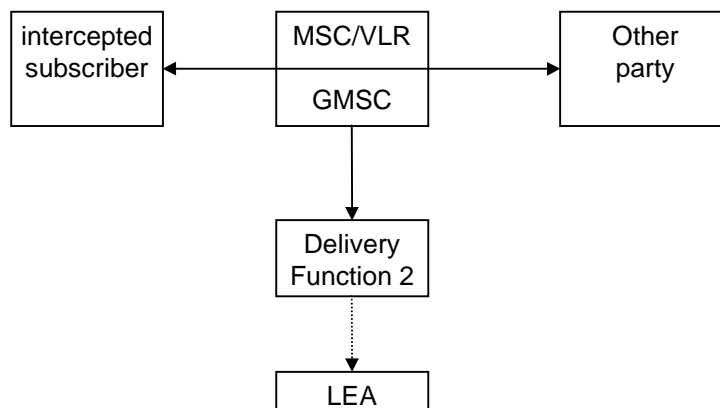 intercepted
subscriber
MSC/VLR
GMSC
Other
party
Delivery
Function 2
LEA